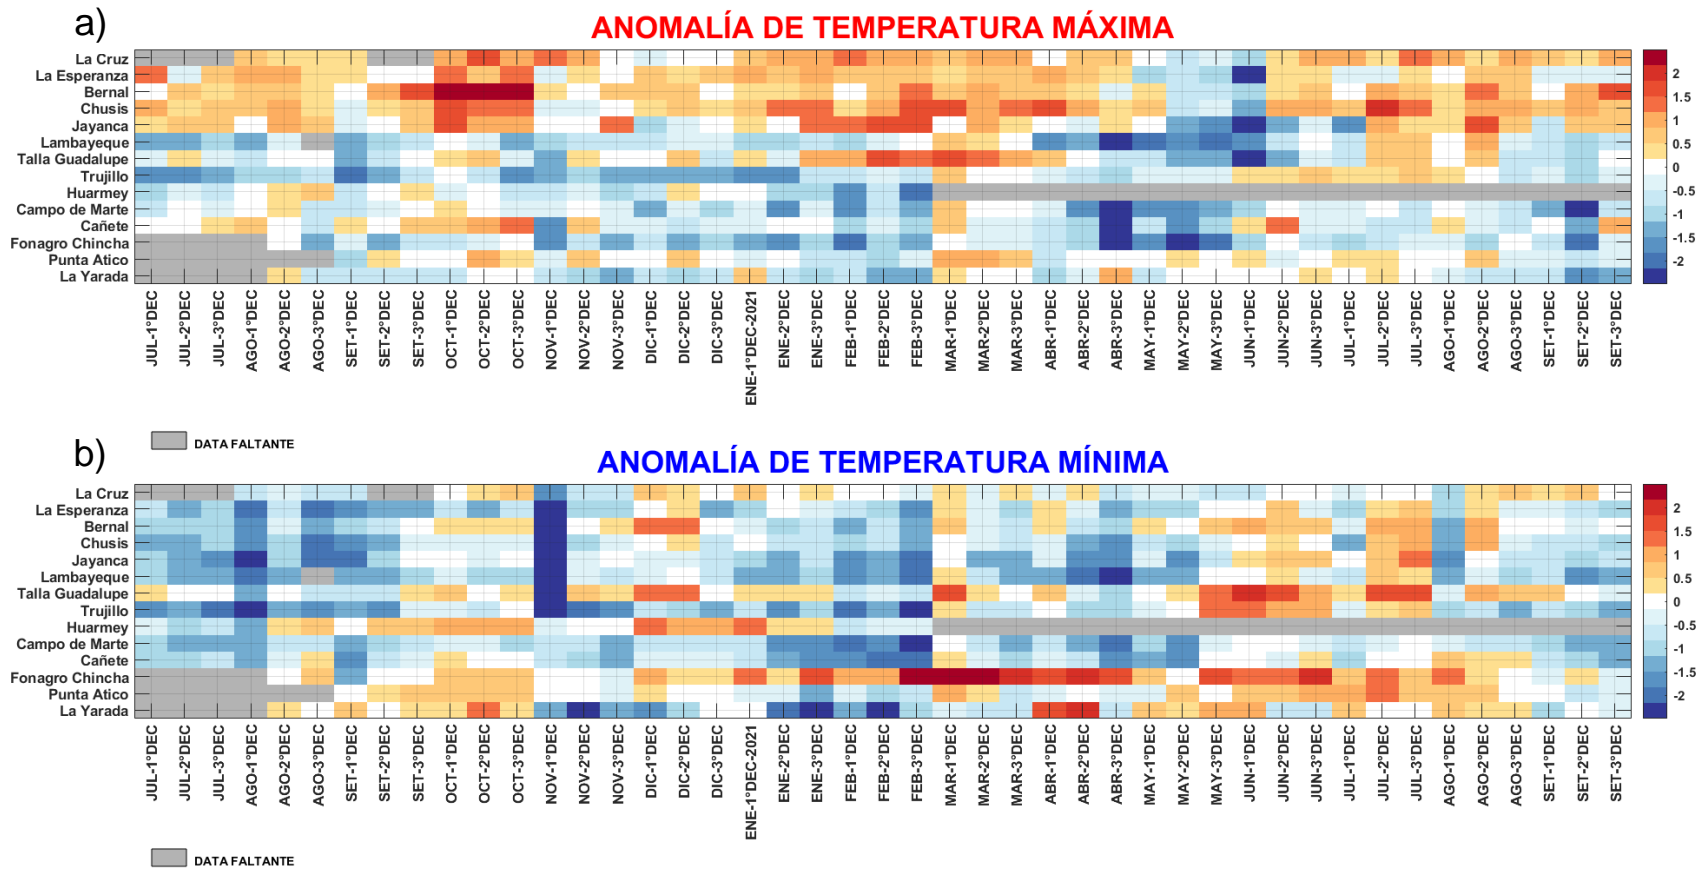 a)
ANOMALÍA DE TEMPERATURA MÁXIMA
La Cruz
La Esperanza
Bernal
Chusis
Jayanca
Lambayeque
Talla Guadalupe
Trujillo
Huarmey
Campo de Marte
Cañete
Fonagro Chincha
Punta Atico
La Yarada
2
1.5
1
0.5
0
-0.5
-1
-1.5
-2
JUL-1°DEC
JUL-2°DEC
JUL-3°DEC
AGO-1°DEC
AGO-2°DEC
AGO-3°DEC
SET-1°DEC
SET-2°DEC
SET-3°DEC
OCT-1°DEC
OCT-2°DEC
OCT-3°DEC
NOV-1°DEC
NOV-2°DEC
NOV-3°DEC
DIC-1°DEC
DIC-2°DEC
DIC-3°DEC
ENE-1°DEC-2021
ENE-2°DEC
ENE-3°DEC
FEB-1°DEC
FEB-2°DEC
FEB-3°DEC
MAR-1°DEC
MAR-2°DEC
MAR-3°DEC
ABR-1°DEC
ABR-2°DEC
ABR-3°DEC
MAY-1°DEC
MAY-2°DEC
MAY-3°DEC
JUN-1°DEC
JUN-2°DEC
JUN-3°DEC
JUL-1°DEC
JUL-2°DEC
JUL-3°DEC
AGO-1°DEC
AGO-2°DEC
AGO-3°DEC
SET-1°DEC
SET-2°DEC
SET-3°DEC
DATA FALTANTE
b)
ANOMALÍA DE TEMPERATURA MÍNIMA
La Cruz
La Esperanza
Bernal
Chusis
Jayanca
Lambayeque
Talla Guadalupe
Trujillo
Huarmey
Campo de Marte
Cañete
Fonagro Chincha
Punta Atico
La Yarada
2
1.5
1
0.5
0
-0.5
-1
-1.5
-2
JUL-1°DEC
JUL-2°DEC
JUL-3°DEC
AGO-1°DEC
AGO-2°DEC
AGO-3°DEC
SET-1°DEC
SET-2°DEC
SET-3°DEC
OCT-1°DEC
OCT-2°DEC
OCT-3°DEC
NOV-1°DEC
NOV-2°DEC
NOV-3°DEC
DIC-1°DEC
DIC-2°DEC
DIC-3°DEC
ENE-1°DEC-2021
ENE-2°DEC
ENE-3°DEC
FEB-1°DEC
FEB-2°DEC
FEB-3°DEC
MAR-1°DEC
MAR-2°DEC
MAR-3°DEC
ABR-1°DEC
ABR-2°DEC
ABR-3°DEC
MAY-1°DEC
MAY-2°DEC
MAY-3°DEC
JUN-1°DEC
JUN-2°DEC
JUN-3°DEC
JUL-1°DEC
JUL-2°DEC
JUL-3°DEC
AGO-1°DEC
AGO-2°DEC
AGO-3°DEC
SET-1°DEC
SET-2°DEC
SET-3°DEC
DATA FALTANTE